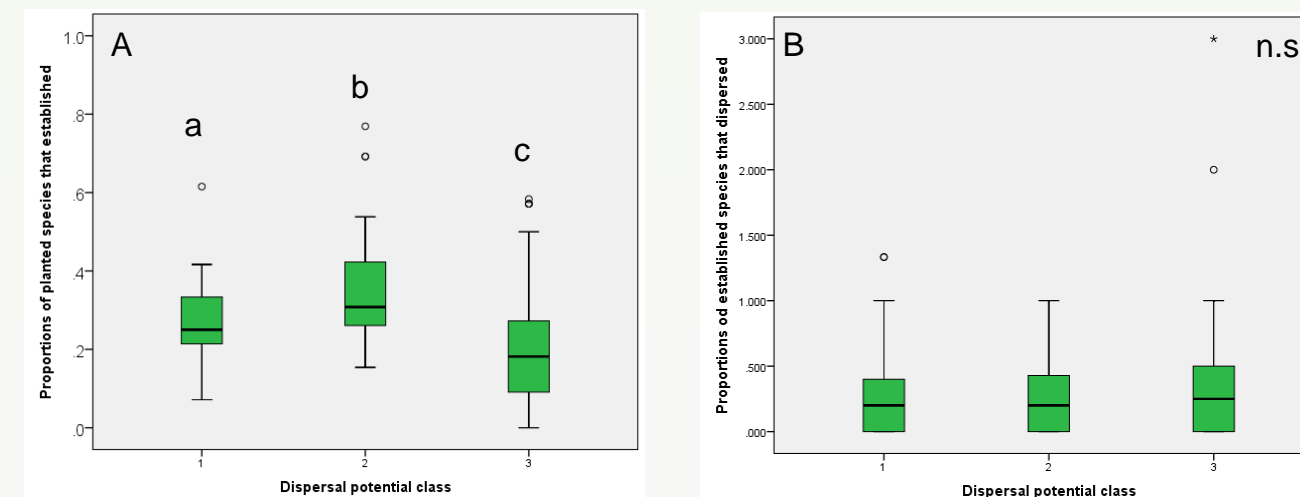 A
a
b
c
1.0
.8
.6
.4
.2
.0
Proportions of planted species that established
1 2 3
Dispersal potential class
B
n.s
3.000
2.500
2.000
1.500
1.000
.500
.000
Proportions od established species that dispersed
1 2 3
Dispersal potential class